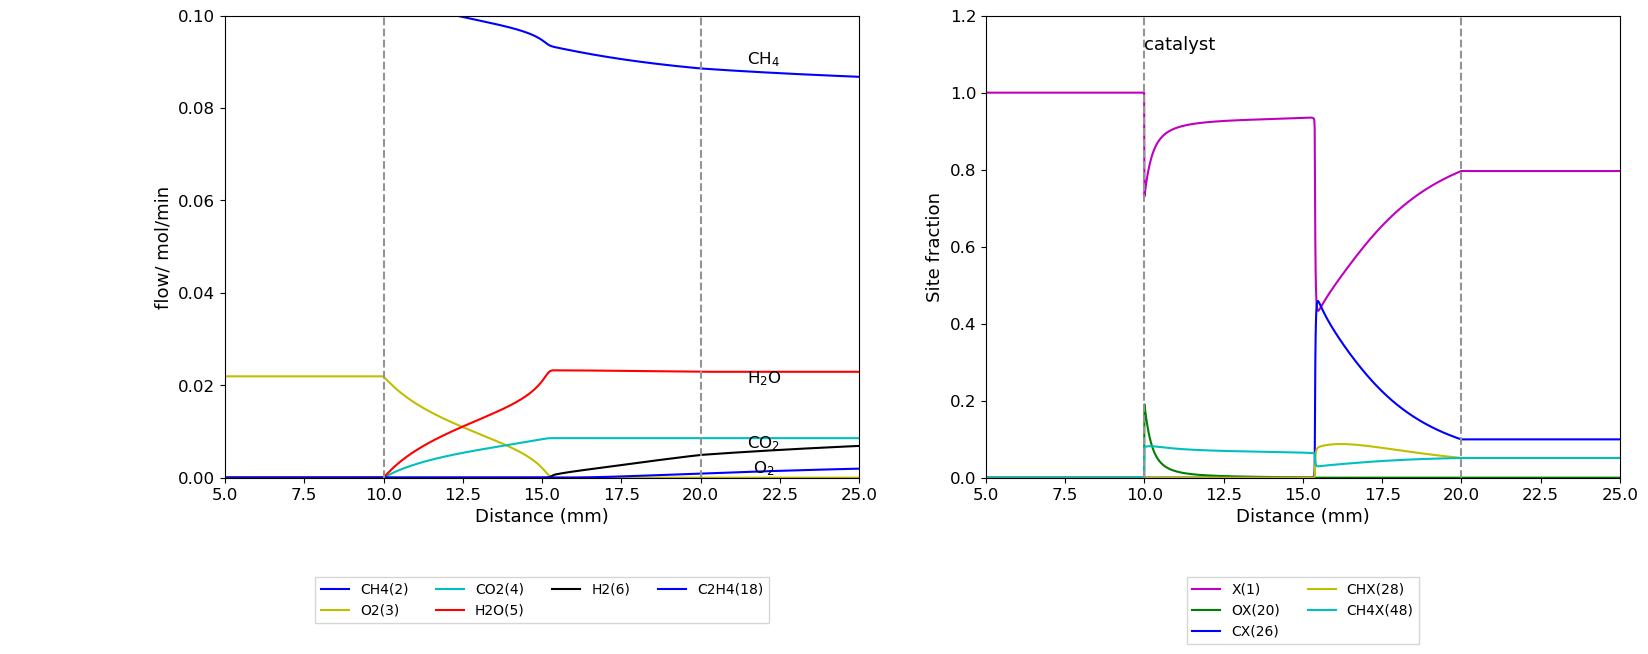 0.10
0.08
0.06
0.04
0.02
0.00
flow/ mol/min
CH₄
H₂O
CO₂
O₂
5.0 7.5 10.0 12.5 15.0 17.5 20.0 22.5 25.0
Distance (mm)
CH4(2) CO2(4) H2(6) C2H4(18)
O2(3) H2O(5)
1.2
1.0
0.8
0.6
0.4
0.2
0.0
Site fraction
catalyst
5.0 7.5 10.0 12.5 15.0 17.5 20.0 22.5 25.0
Distance (mm)
X(1) CHX(28)
OX(20) CH4X(48)
CX(26)